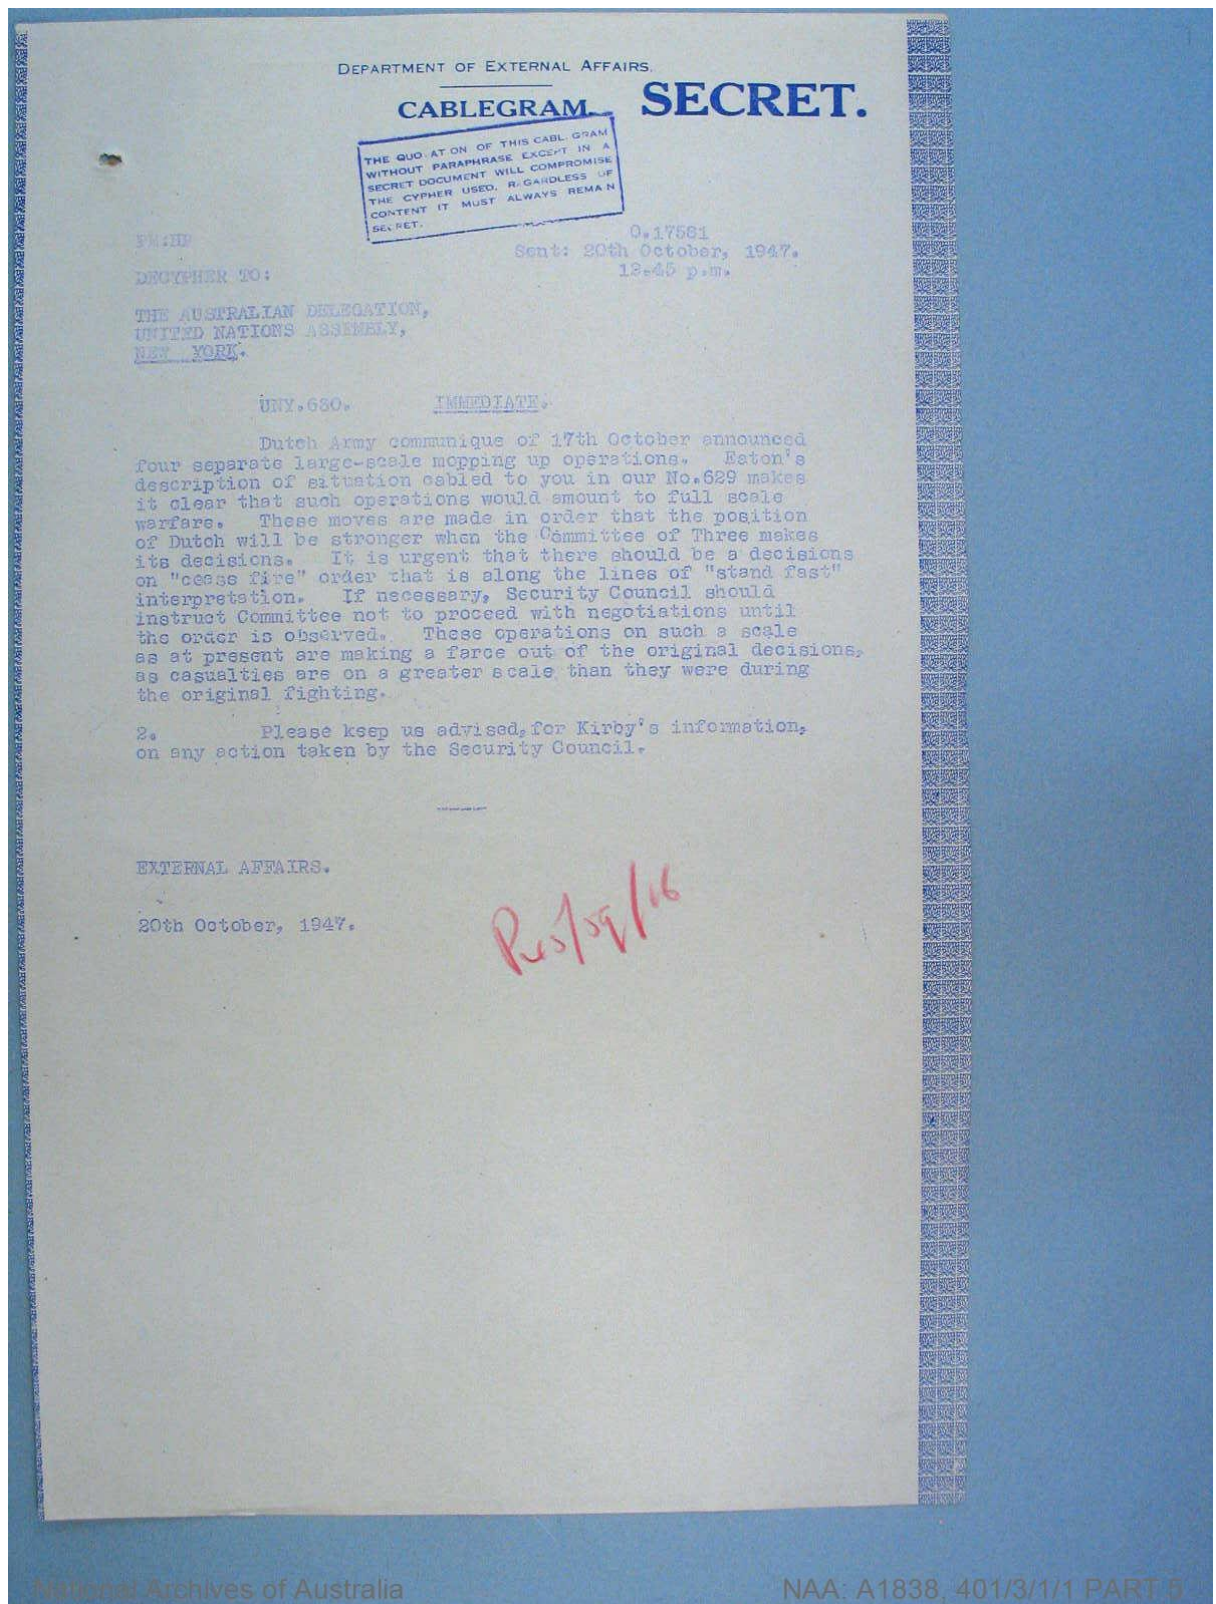 DEPARTMENT OF EXTERNAL AFFAIRS.
CABLEGRAM. SECRET.
THE QUO AT ON OF THIS CABL GRAM
WITHOUT PARAPHRASE EXCEPT IN A
SECRET DOCUMENT WILL COMPROMISE
THE CYPHER USED. R GARDLESS OF
CONTENT IT MUST ALWAYS REMA N
SECRET.
0.17581
Sent: 20th October, 1947.
12.45 p.m.
DECYPHER TO:
THE AUSTRALIAN DELEGATION,
UNITED NATIONS ASSEMBLY,
NEW YORK.
UNY.630. IMMEDIATE.
Dutch Army communique of 17th October announced
four separate large-scale mopping up operations. Eaton's
description of situation cabled to you in our No.629 makes
it clear that such operations would amount to full scale
warfare. These moves are made in order that the position
of Dutch will be stronger when the Committee of Three makes
its decisions. It is urgent that there should be a decisions
on "cease fire" order that is along the lines of "stand fast"
interpretation. If necessary, Security Council should
instruct Committee not to proceed with negotiations until
the order is observed. These operations on such a scale
as at present are making a farce out of the original decisions,
as casualties are on a greater scale than they were during
the original fighting.
2. Please keep us advised, for Kirby's information,
on any action taken by the Security Council.
EXTERNAL AFFAIRS.
20th October, 1947.
National Archives of Australia
NAA: A1838, 401/3/1/1 PART 5